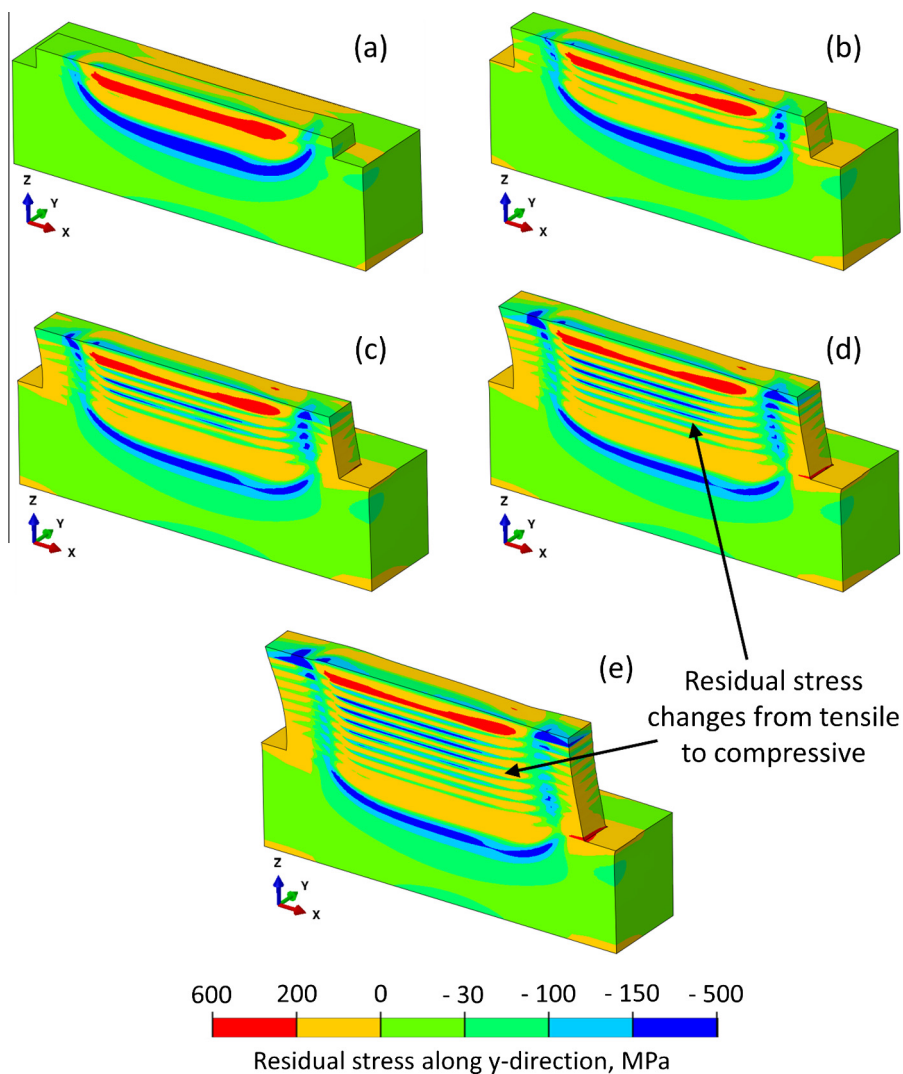 (a)
(b)
Z
Y
X
Z
Y
X
(c)
(d)
Z
Y
X
Z
Y
X
(e)
Residual stress
changes from tensile
to compressive
Z
Y
X
600 200 0 - 30 - 100 - 150 - 500
Residual stress along y-direction, MPa